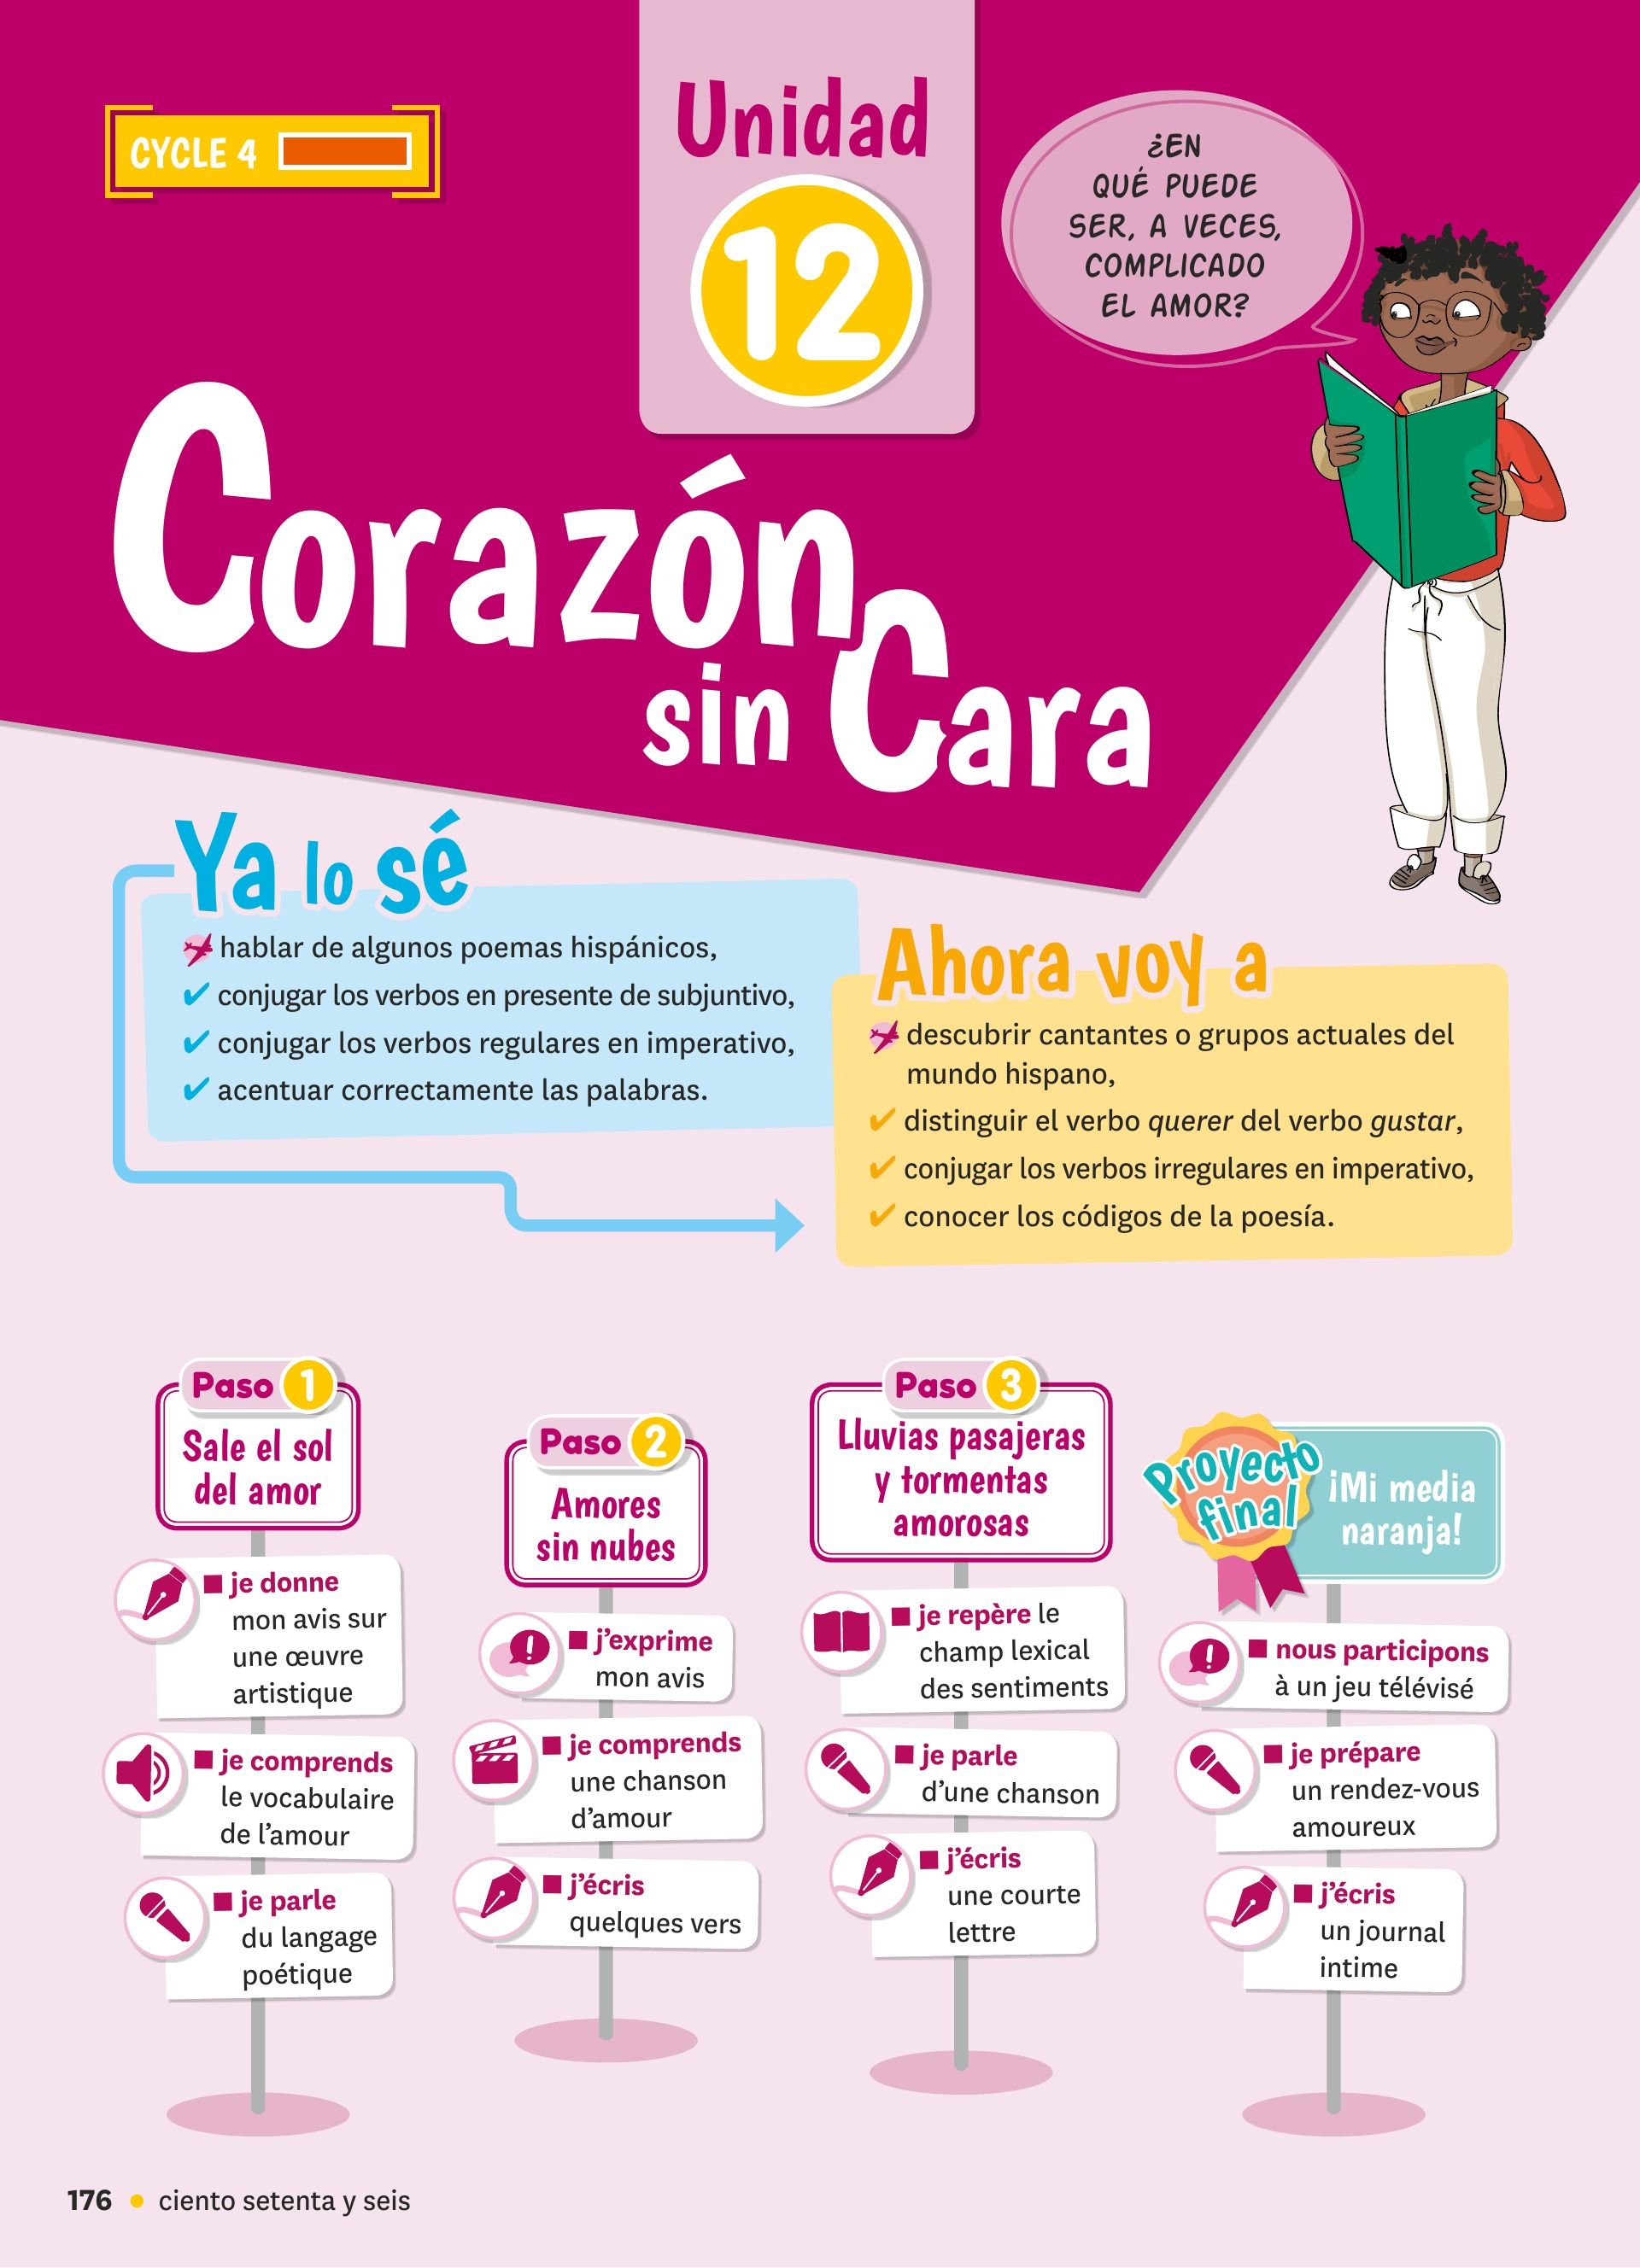 CYCLE 4
Unidad
12
¿EN
QUÉ PUEDE
SER, A VECES,
COMPLICADO
EL AMOR?
Corazón
sin Cara
Ya lo sé
hablar de algunos poemas hispánicos,
✔ conjugar los verbos en presente de subjuntivo,
✔ conjugar los verbos regulares en imperativo,
✔ acentuar correctamente las palabras.
Ahora voy a
descubrir cantantes o grupos actuales del
mundo hispano,
✔ distinguir el verbo querer del verbo gustar,
✔ conjugar los verbos irregulares en imperativo,
✔ conocer los códigos de la poesía.
Paso 1
Sale el sol
del amor
■ je donne
mon avis sur
une œuvre
artistique
■ je comprends
le vocabulaire
de l'amour
■ je parle
du langage
poétique
Paso 2
Amores
sin nubes
■ j'exprime
mon avis
■ je comprends
une chanson
d'amour
■ j'écris
quelques vers
Paso 3
Lluvias pasajeras
y tormentas
amorosas
■ je repère le
champ lexical
des sentiments
■ je parle
d'une chanson
■ j'écris
une courte
lettre
Proyecto
final
¡Mi media
naranja!
■ nous participons
à un jeu télévisé
■ je prépare
un rendez-vous
amoureux
■ j'écris
un journal
intime
176 • ciento setenta y seis